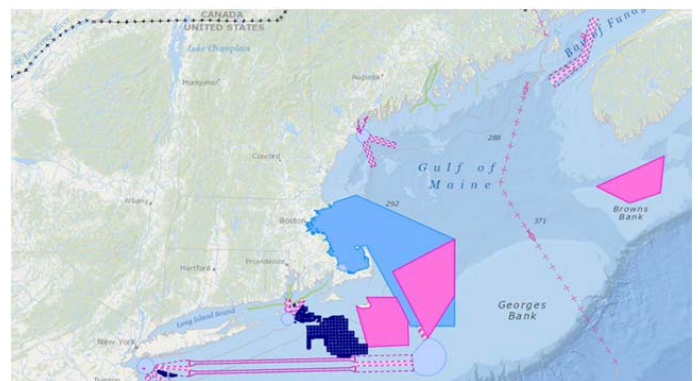 CANADA
UNITED STATES
Lake Champlain
Montpelier
Augusta
Bay of Fundy
288
Gulf of
Maine
Concord
Albany
292
Boston
371
Browns
Bank
Hartford
Providence
Georges
Bank
Long Island Sound
New York